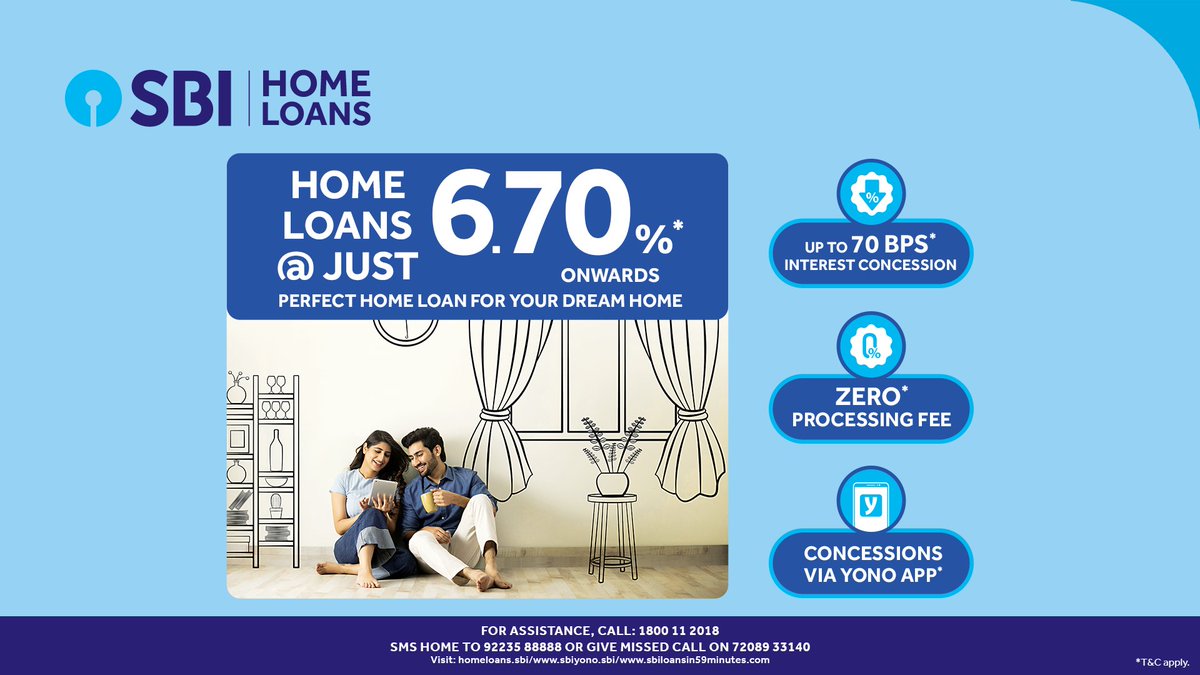 SBI
HOME
LOANS
HOME
LOANS
@ JUST
6.70%*
ONWARDS
PERFECT HOME LOAN FOR YOUR DREAM HOME
%
UP TO 70 BPS*
INTEREST CONCESSION
0%
ZERO*
PROCESSING FEE
y
CONCESSIONS
VIA YONO APP*
FOR ASSISTANCE, CALL: 1800 11 2018
SMS HOME TO 92235 88888 OR GIVE MISSED CALL ON 72089 33140
Visit: homeloans.sbi/www.sbiyono.sbi/www.sbiloansin59minutes.com
*T&C apply.